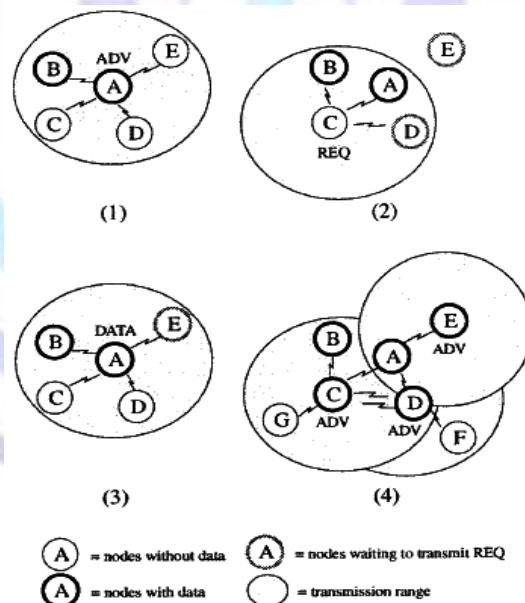 ADV
E
B
A
C
D
(1)
E
B
A
C
D
REQ
(2)
DATA
E
B
A
C
D
(3)
E
ADV
B
A
C
ADV
D
ADV
G
F
(4)
A = nodes without data
A = nodes waiting to transmit REQ
A = nodes with data
= transmission range